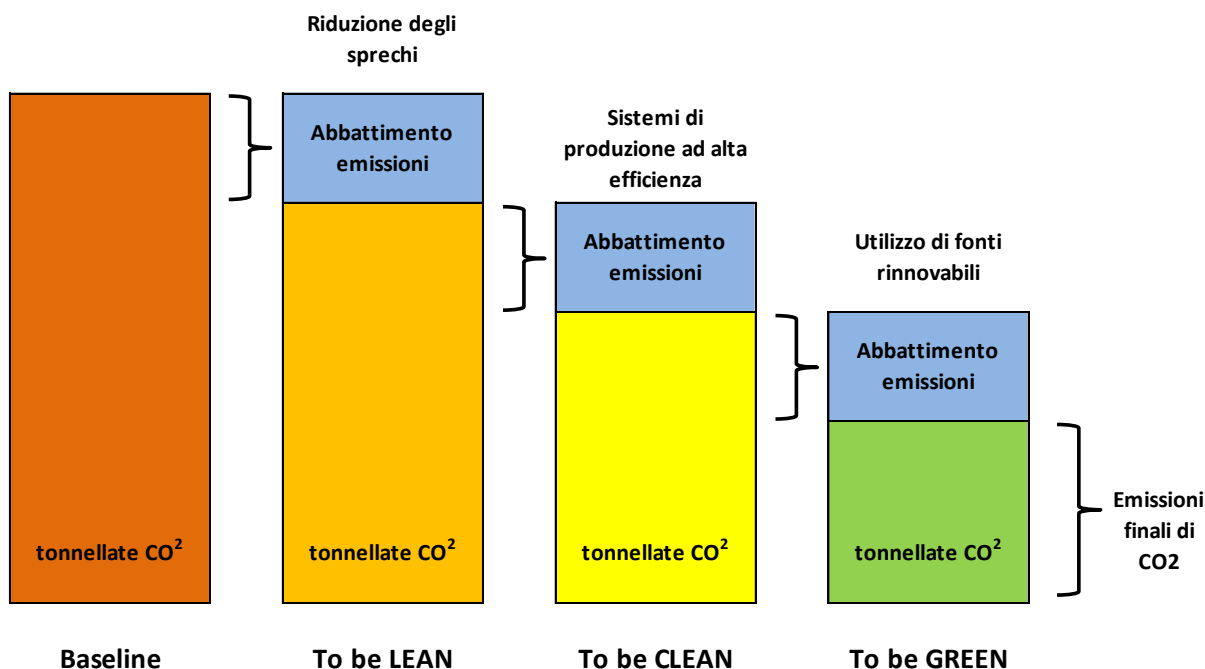 Riduzione degli
sprechi
Abbattimento
emissioni
Sistemi di
produzione ad alta
efficienza
Abbattimento
emissioni
Utilizzo di fonti
rinnovabili
Abbattimento
emissioni
tonnellate CO²
tonnellate CO²
tonnellate CO²
tonnellate CO²
Emissioni
finali di
CO2
Baseline
To be LEAN
To be CLEAN
To be GREEN